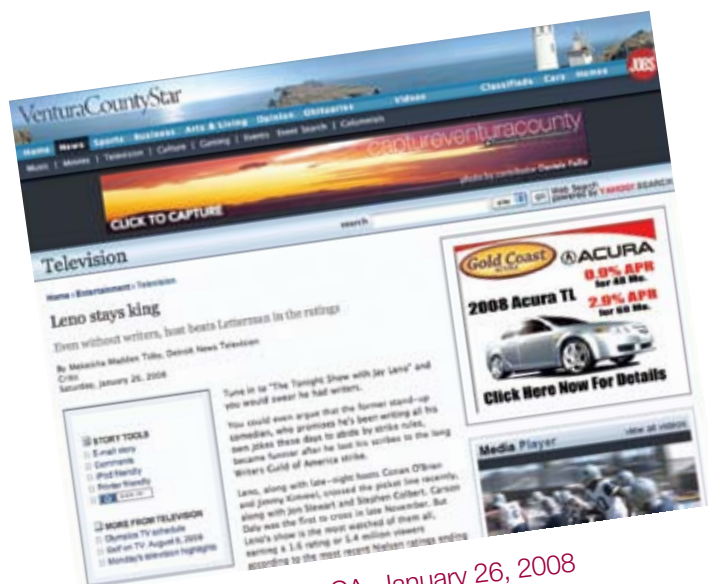 VenturaCountyStar
JOBS
Home News Sports Business Arts & Living Opinion Obituaries Videos Classifieds Cars Homes
Music | Movies | Television | Culture | Gaming | Events Event Search | Columnists
captureventuracounty
photo by contributor Daniele
CLICK TO CAPTURE
search
site
go
Web Search
powered by YAHOO! SEARCH
Television
Home › Entertainment › Television
Leno stays king
Even without writers, host beats Letterman in the ratings
By Mekeisha Madden Toby, Detroit News Television
Critic
Saturday, January 26, 2008
STORY TOOLS
E-mail story
Comments
iPod friendly
Printer friendly
MORE FROM TELEVISION
Olympics TV schedule
Golf on TV: August 6, 2008
Monday's television highlights
Tune in to "The Tonight Show with Jay Leno" and
you would swear he had writers.
You could even argue that the former stand-up
comedian, who promises he's been writing all his
own jokes these days to abide by strike rules,
became funnier after he lost his scribes to the long
Writers Guild of America strike.
Leno, along with late-night hosts Conan O'Brian
and Jimmy Kimmel, crossed the picket line recently,
along with Jon Stewart and Stephen Colbert. Carson
Daly was the first to cross in late November. But
Leno's show is the most watched of them all,
earning a 1.6 rating or 5.4 million viewers
according to the most recent Nielsen ratings ending
Gold Coast
ACURA
ACURA
0.9% APR
for 48 Mo.
2008 Acura TL
2.9% APR
for 60 Mo.
Click Here Now For Details
Media Player
view all videos
CA, January 26, 2008